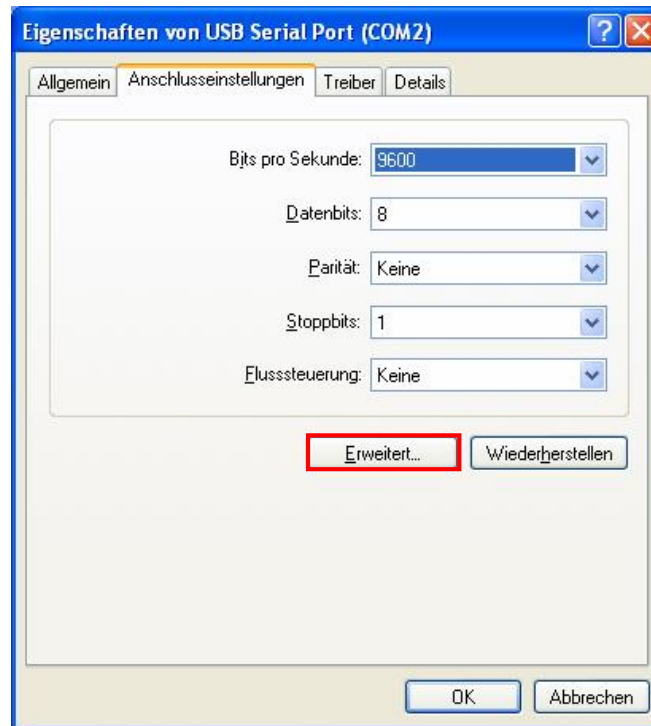 Eigenschaften von USB Serial Port (COM2)
Allgemein Anschlusseinstellungen Treiber Details
Bits pro Sekunde: 9600
Datenbits: 8
Parität: Keine
Stoppbits: 1
Flusssteuerung: Keine
Erweitert... Wiederherstellen
OK Abbrechen